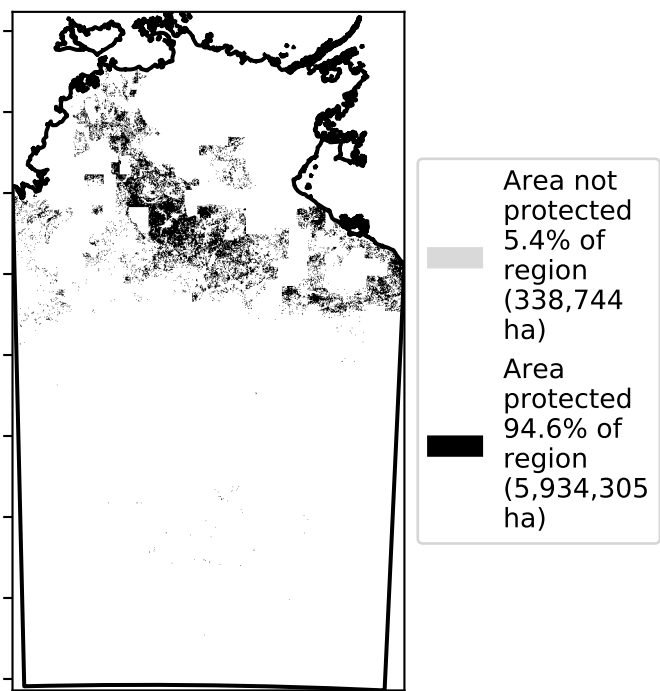 Area not
protected
5.4% of
region
(338,744
ha)
Area
protected
94.6% of
region
(5,934,305
ha)